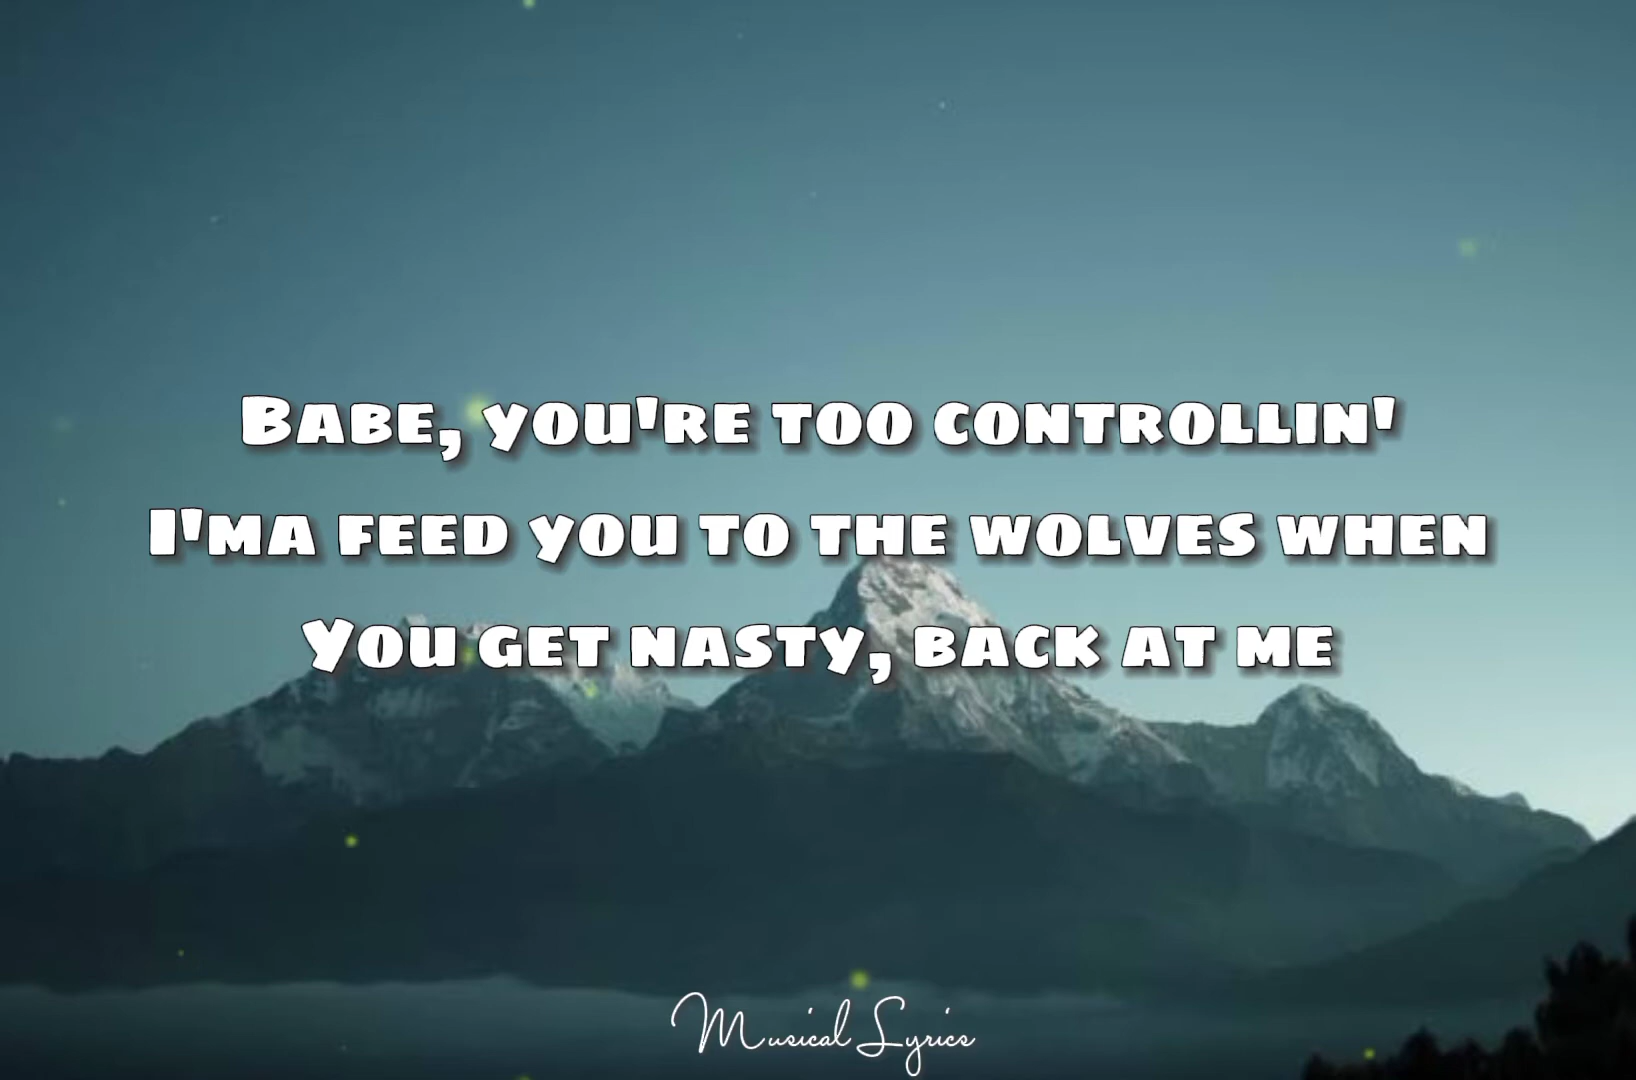 Babe, you're too controllin'
I'ma feed you to the wolves when
You get nasty, back at me
Musical Lyrics